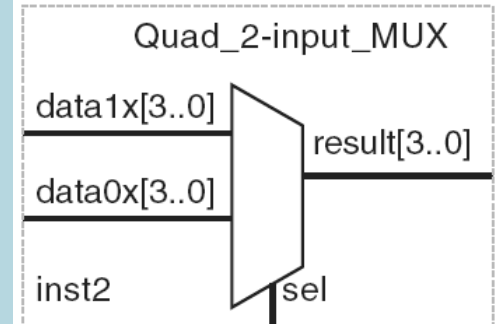 Quad_2-input_MUX
data1x[3..0]
result[3..0]
data0x[3..0]
inst2
sel